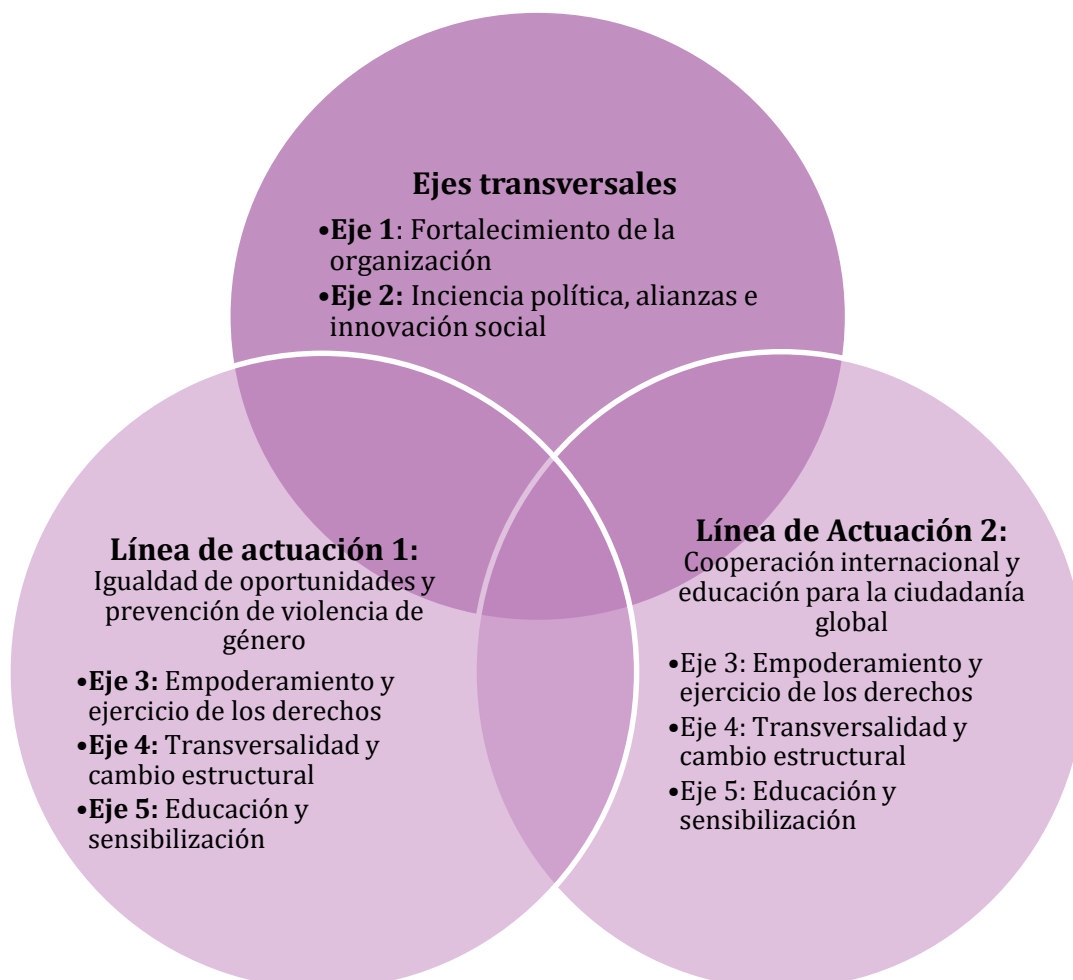 Ejes transversales
•Eje 1: Fortalecimiento de la
organización
•Eje 2: Inciencia política, alianzas e
innovación social
Línea de actuación 1:
Igualdad de oportunidades y
prevención de violencia de
género
•Eje 3: Empoderamiento y
ejercicio de los derechos
•Eje 4: Transversalidad y
cambio estructural
•Eje 5: Educación y
sensibilización
Línea de Actuación 2:
Cooperación internacional y
educación para la ciudadanía
global
•Eje 3: Empoderamiento y
ejercicio de los derechos
•Eje 4: Transversalidad y
cambio estructural
•Eje 5: Educación y
sensibilización